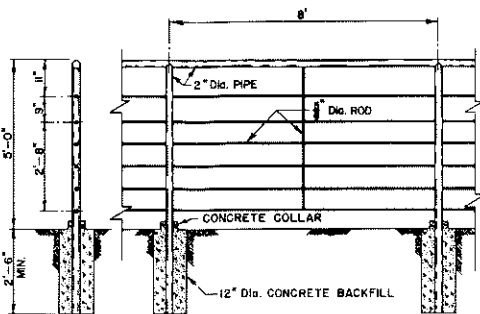 8'
2" Dia. PIPE
Dia. ROD
11"
9"
2'-8"
5'-0"
CONCRETE COLLAR
2'-6"
MIN.
12" Dia. CONCRETE BACKFILL